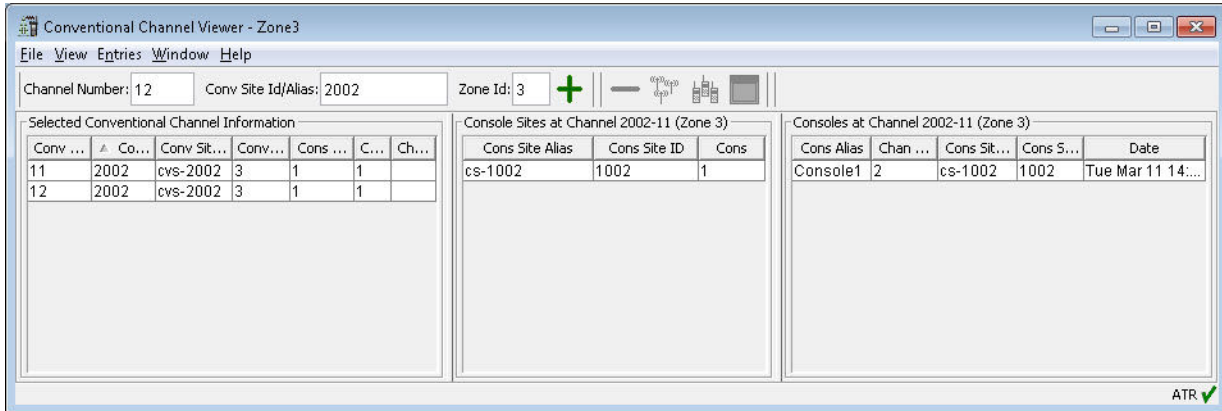 Conventional Channel Viewer - Zone3
File View Entries Window Help
Channel Number: 12 Conv Site Id/Alias: 2002 Zone Id: 3
Selected Conventional Channel Information
Conv ... Co... Conv Sit... Conv... Cons ... C... Ch...
11 2002 cvs-2002 3 1 1
12 2002 cvs-2002 3 1 1
Console Sites at Channel 2002-11 (Zone 3)
Cons Site Alias Cons Site ID Cons
cs-1002 1002 1
Consoles at Channel 2002-11 (Zone 3)
Cons Alias Chan ... Cons Sit... Cons S... Date
Console1 2 cs-1002 1002 Tue Mar 11 14:...
ATR